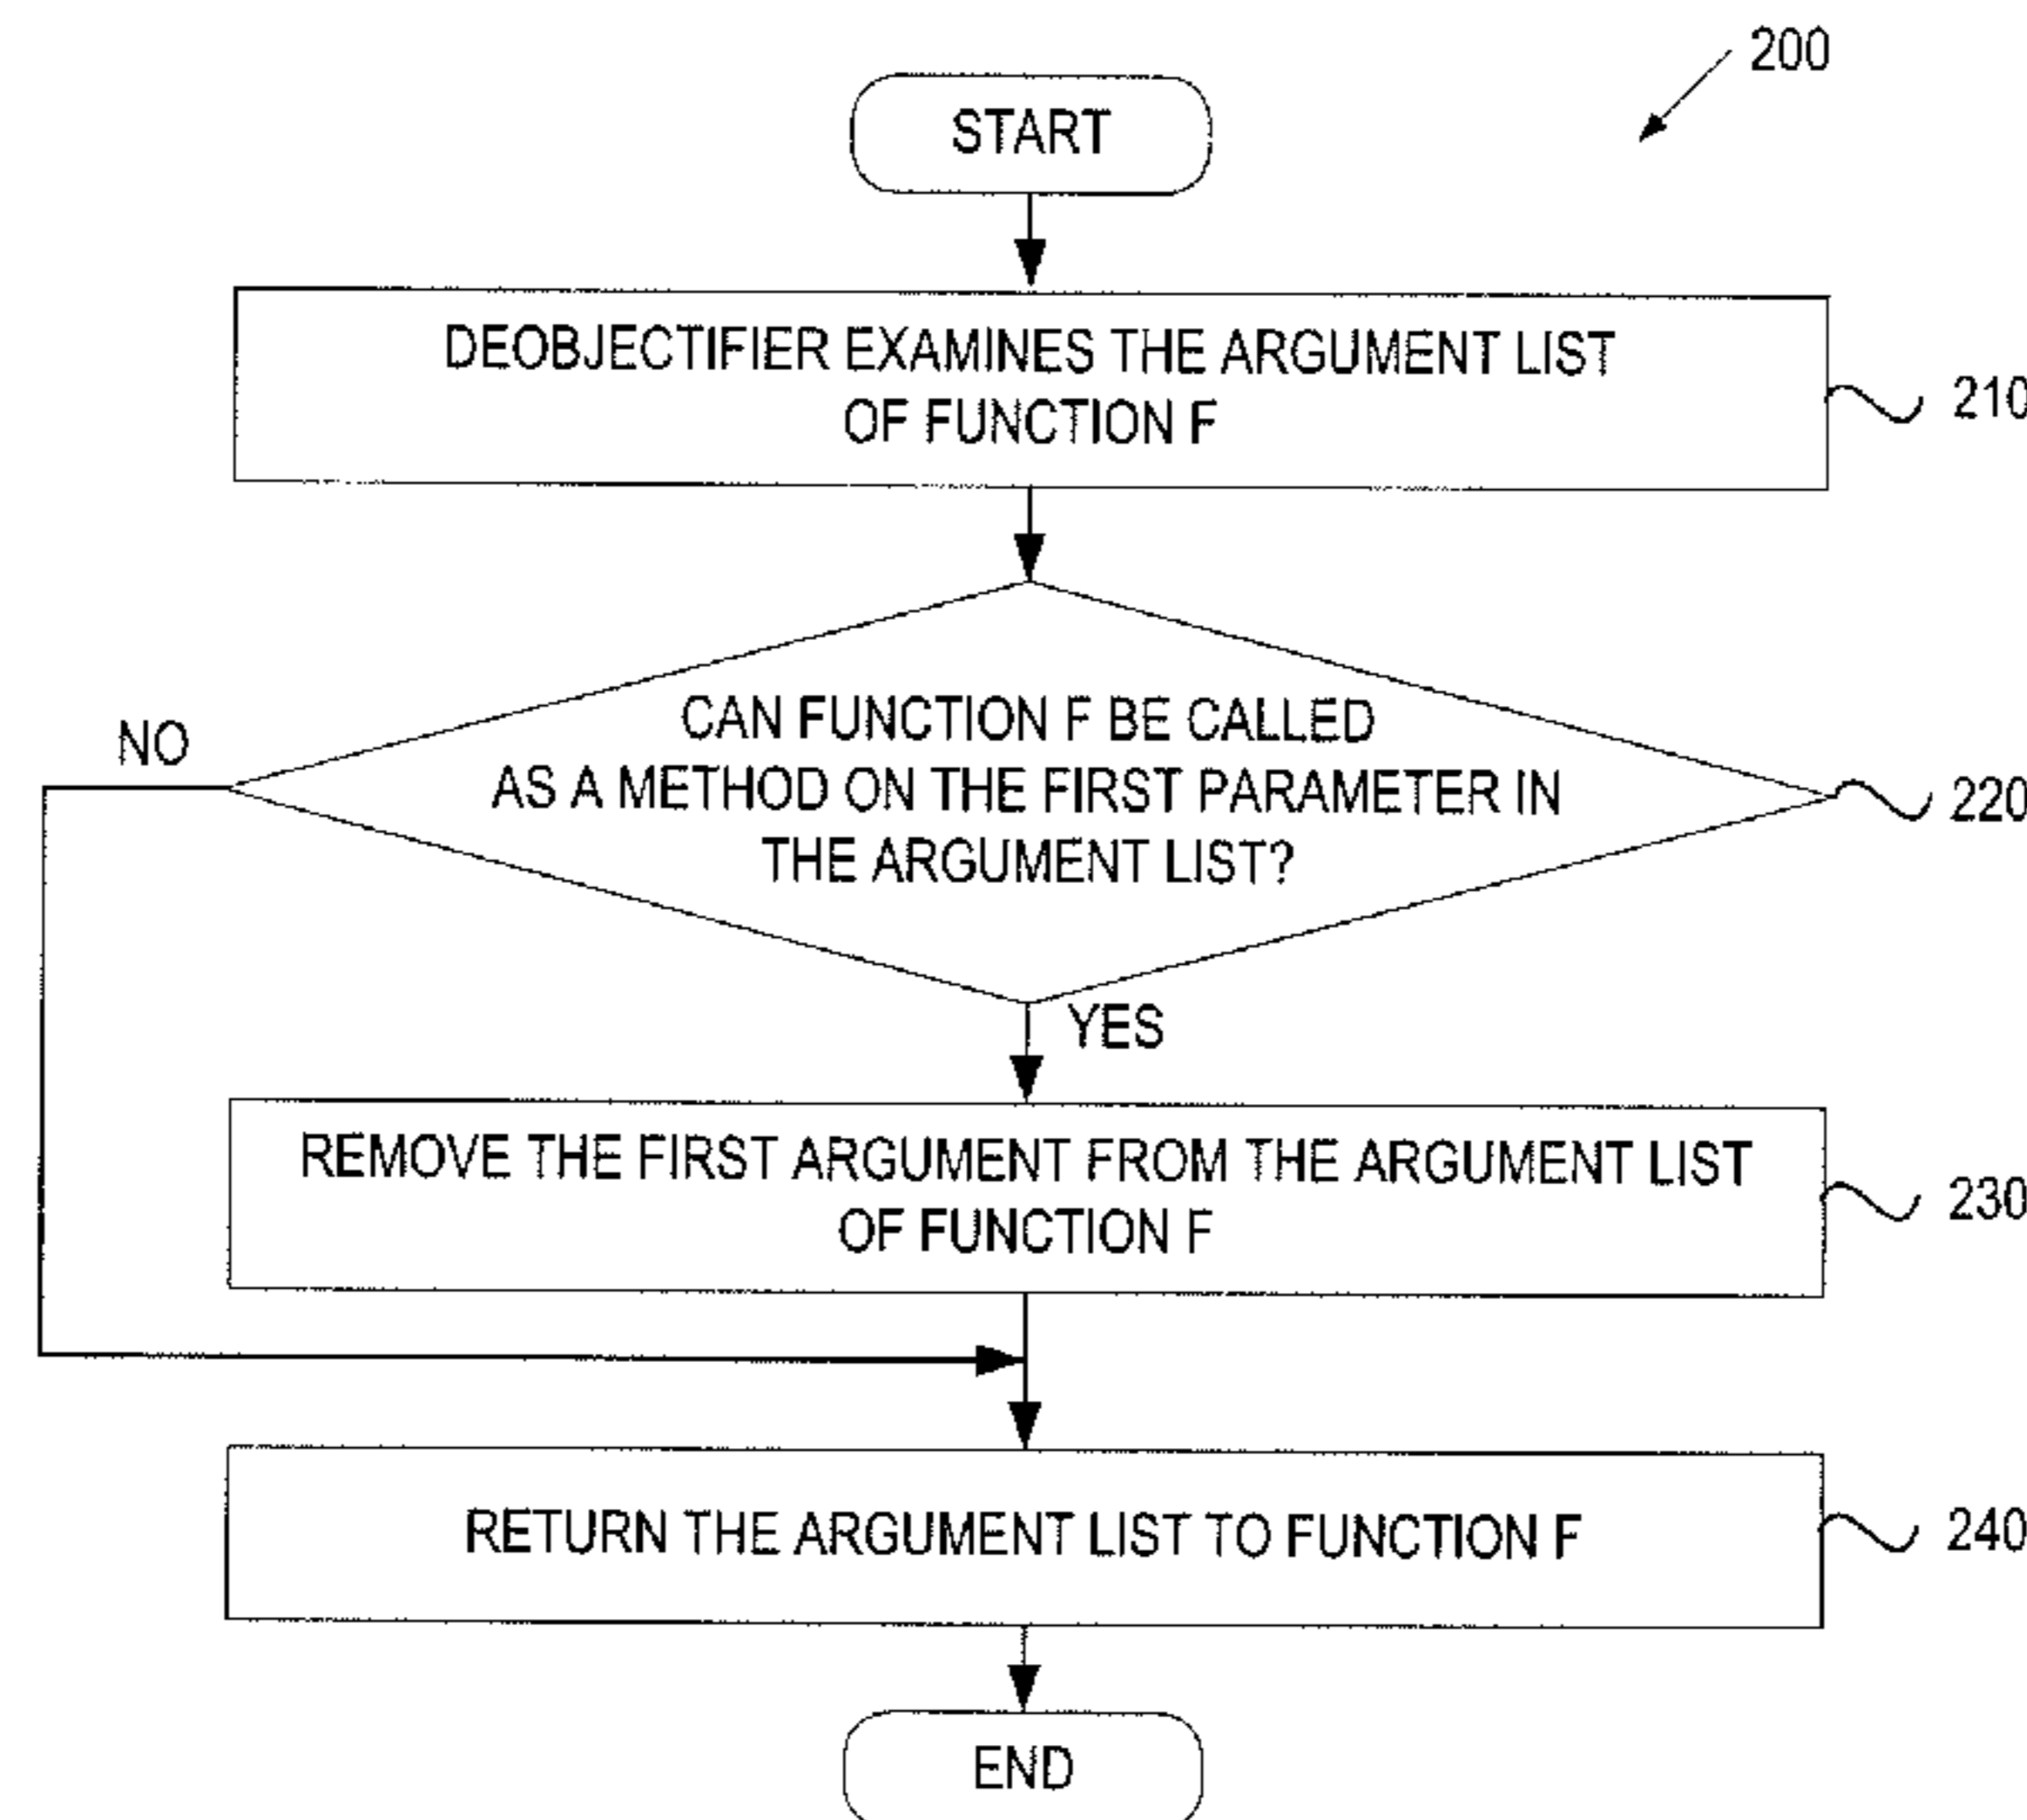 200
START
DEOBJECTIFIER EXAMINES THE ARGUMENT LIST
OF FUNCTION F
210
CAN FUNCTION F BE CALLED
AS A METHOD ON THE FIRST PARAMETER IN
THE ARGUMENT LIST?
220
NO
YES
REMOVE THE FIRST ARGUMENT FROM THE ARGUMENT LIST
OF FUNCTION F
230
RETURN THE ARGUMENT LIST TO FUNCTION F
240
END